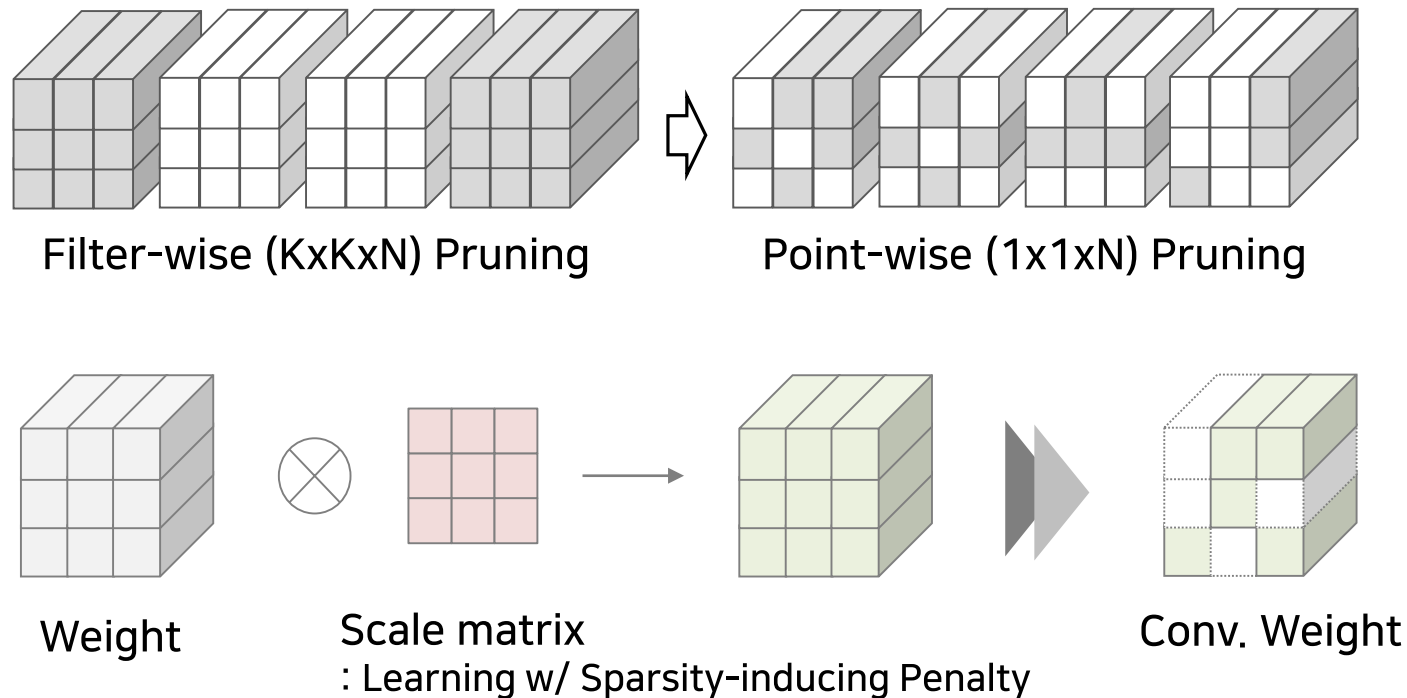 Filter-wise (KxKxN) Pruning
Point-wise (1x1xN) Pruning
Weight
Scale matrix
: Learning w/ Sparsity-inducing Penalty
Conv. Weight